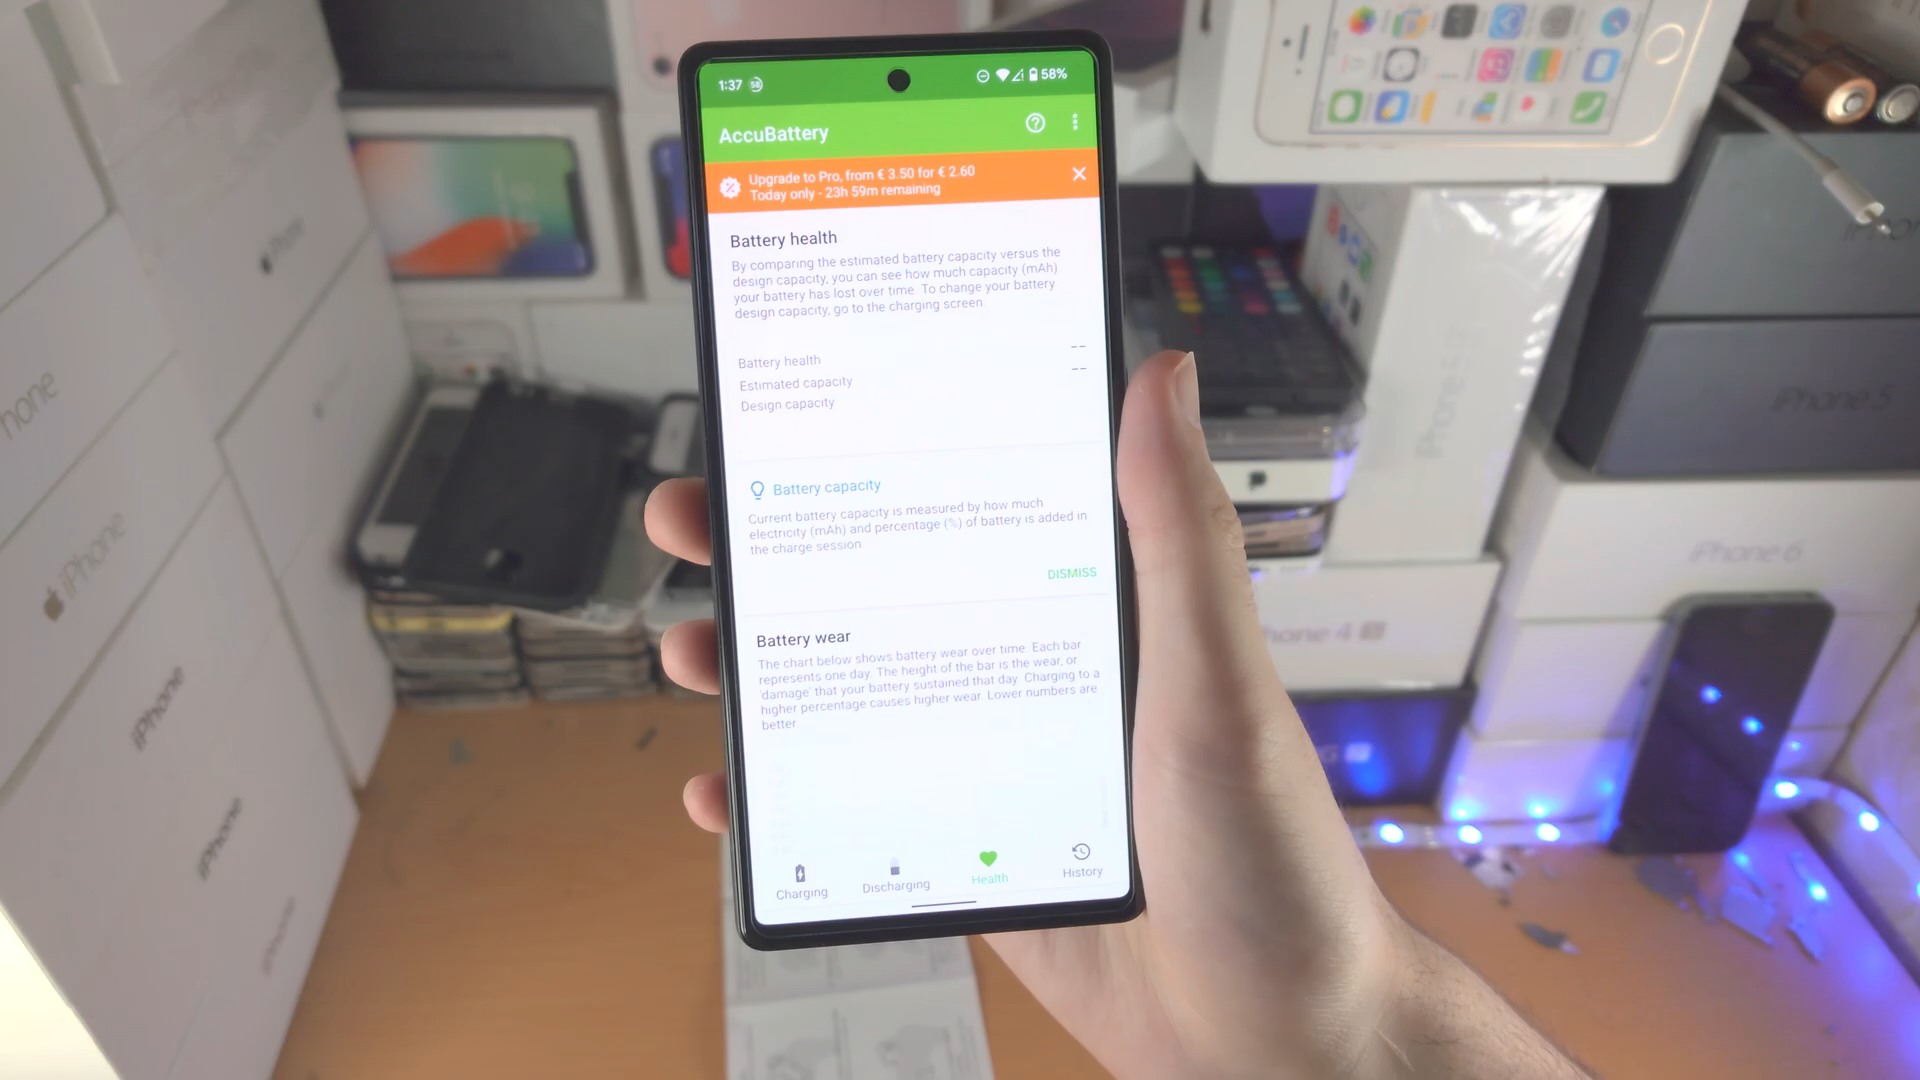 1:37 58 58%
AccuBattery
Upgrade to Pro, from € 3.50 for € 2.60
Today only - 23h 59m remaining
Battery health
By comparing the estimated battery capacity versus the
design capacity, you can see how much capacity (mAh)
your battery has lost over time. To change your battery
design capacity, go to the charging screen.
Battery health --
Estimated capacity --
Design capacity
Battery capacity
Current battery capacity is measured by how much
electricity (mAh) and percentage (%) of battery is added in
the charge session.
DISMISS
Battery wear
The chart below shows battery wear over time. Each bar
represents one day. The height of the bar is the wear, or
'damage' that your battery sustained that day. Charging to a
higher percentage causes higher wear. Lower numbers are
better
Charging
Discharging
Health
History
iPhone
hone
iPhone
iPhone
iPhone
iPhone
iPhone
iPhone 5
iPhone 6
hone 4 S